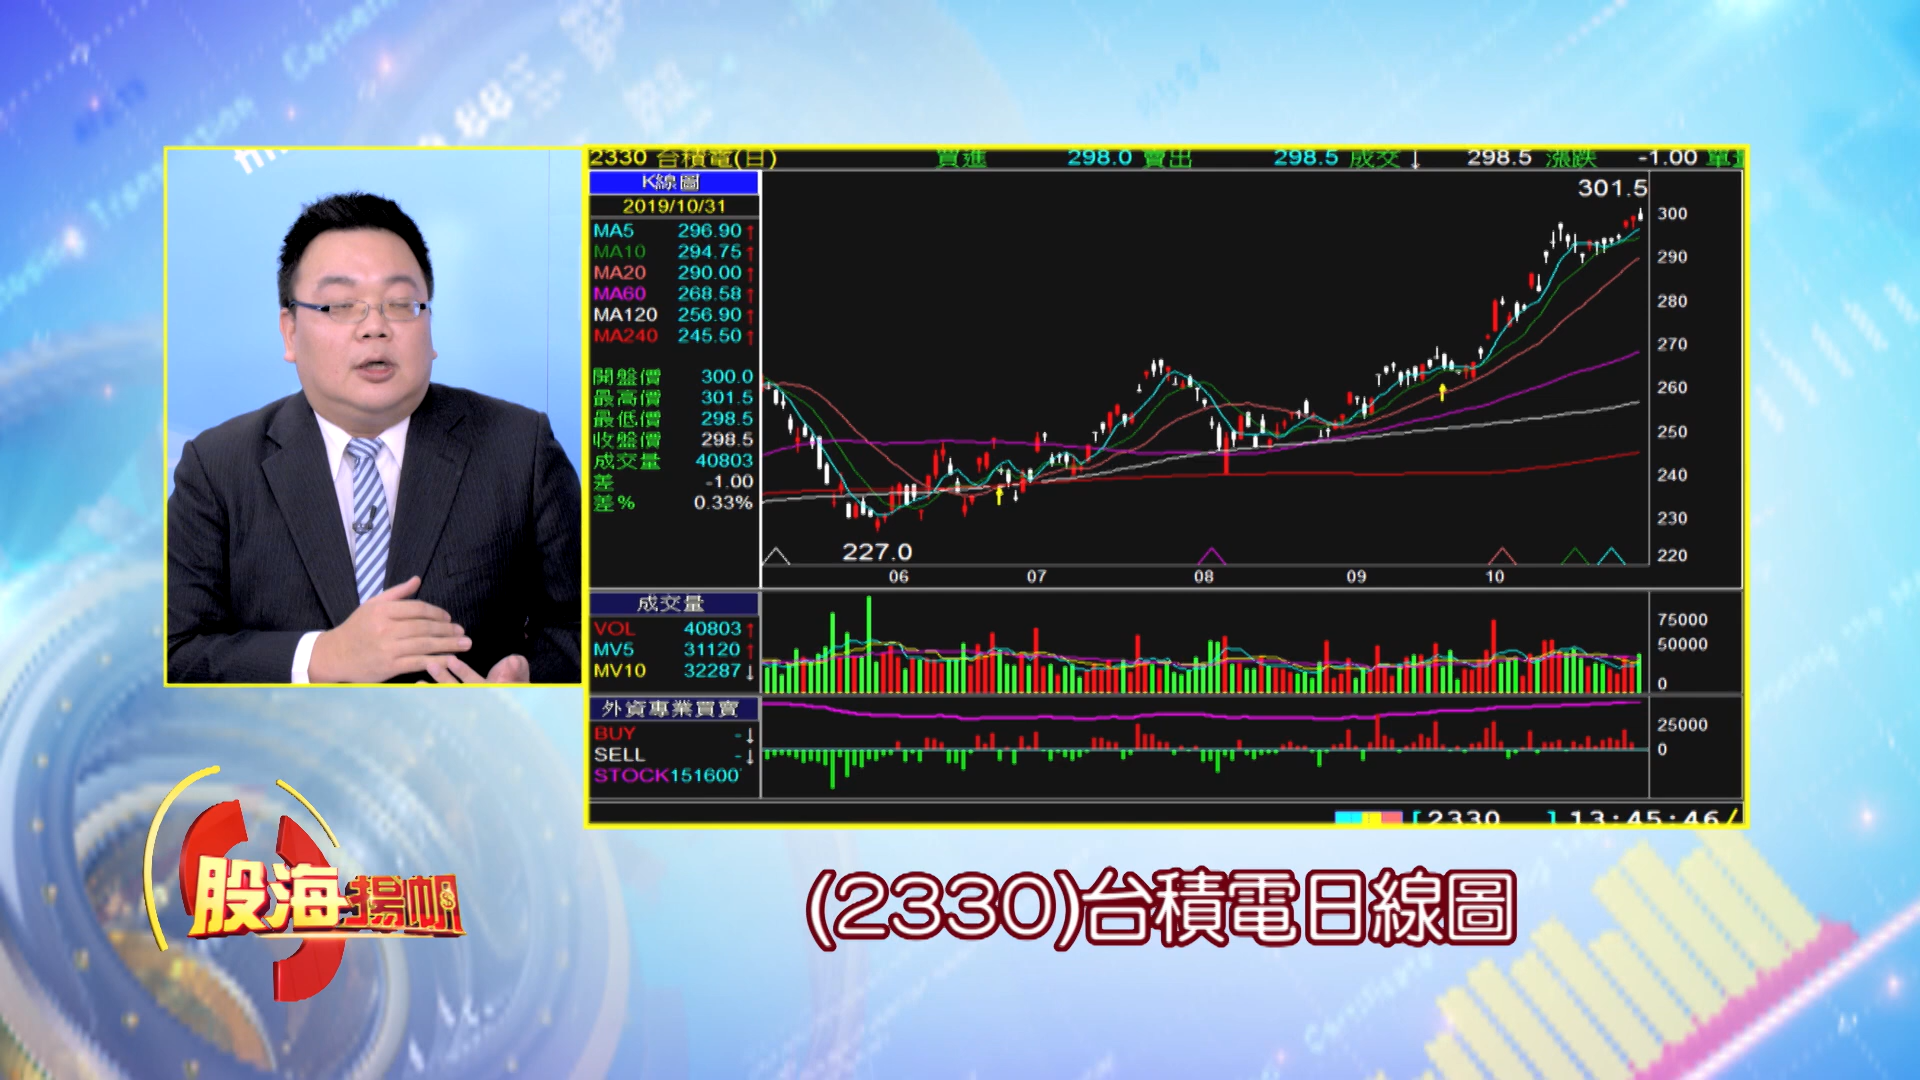 2330 台積電(日) 買進 298.0 賣出 298.5 成交↓ 298.5 漲跌 -1.00 單量
K線圖
2019/10/31
MA5 296.90↑
MA10 294.75↑
MA20 290.00↑
MA60 268.58↑
MA120 256.90↑
MA240 245.50↑
開盤價 300.0
最高價 301.5
最低價 298.5
收盤價 298.5
成交量 40803
差 -1.00
差% 0.33%
301.5
227.0
300
290
280
270
260
250
240
230
220
06 07 08 09 10
成交量
VOL 40803↑
MV5 31120↑
MV10 32287↓
75000
50000
0
外資專業買賣
BUY -↓
SELL -↓
STOCK151600
25000
0
[2330 ] 13:45:46/
股海揚帆
(2330)台積電日線圖